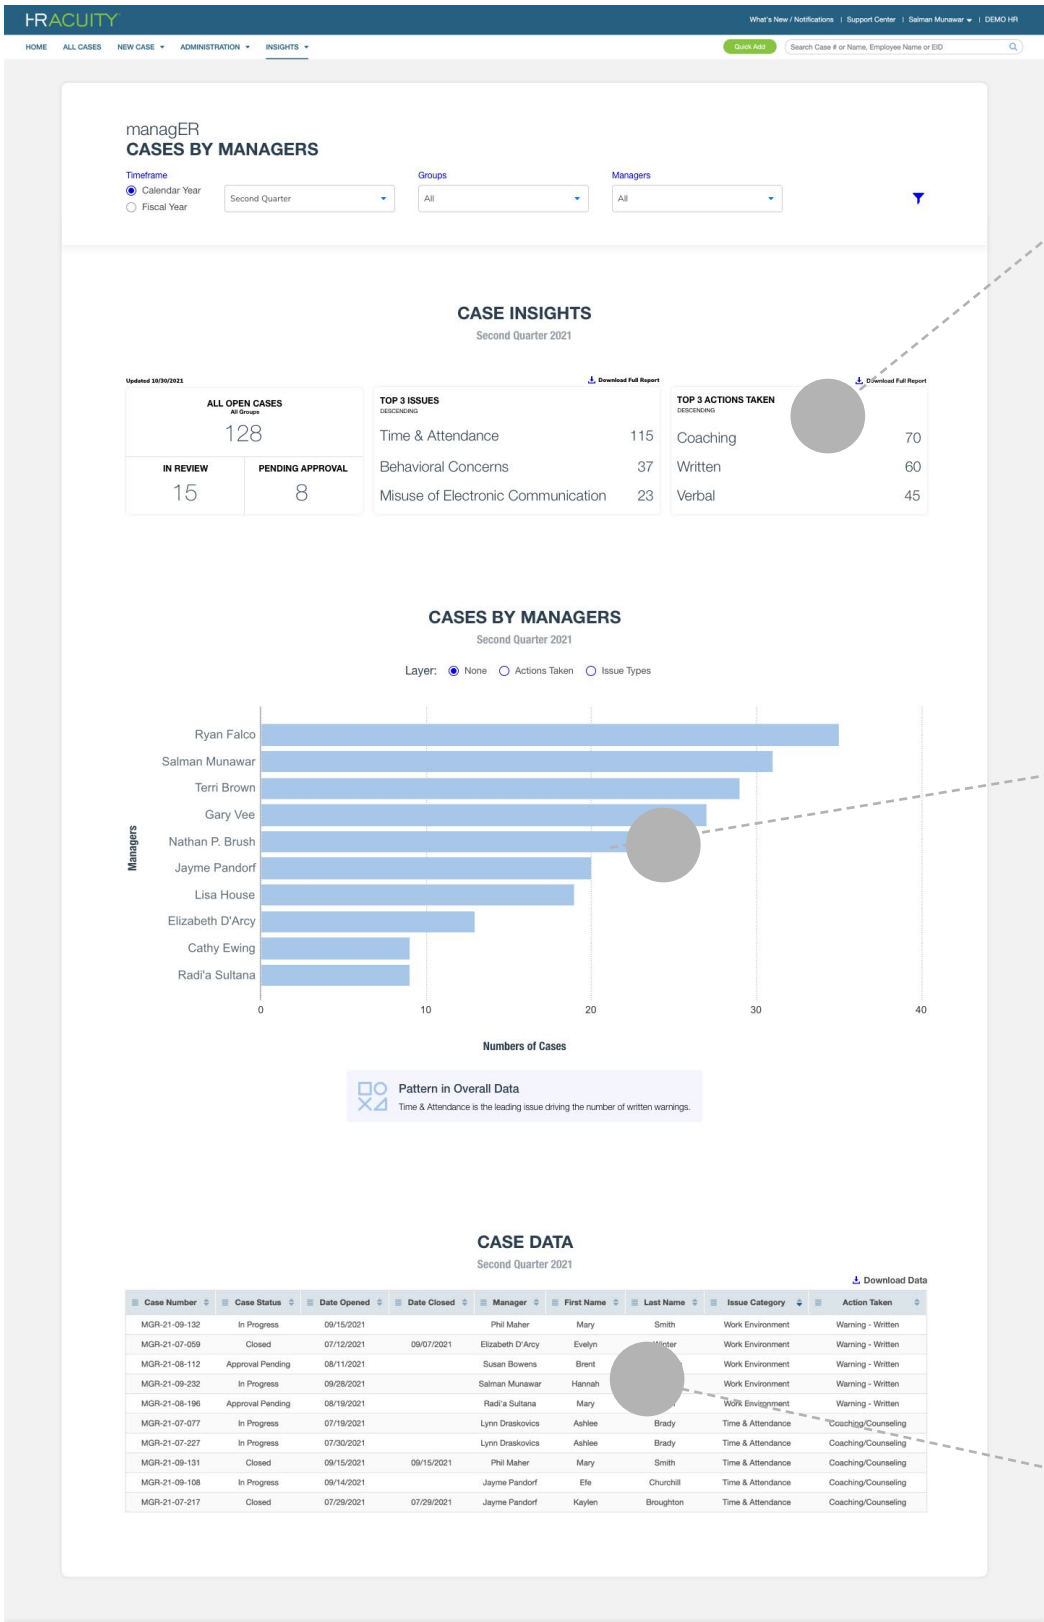 HRACUITY
What's New / Notifications | Support Center | Salman Munawar | DEMO HR
HOME ALL CASES NEW CASE ADMINISTRATION INSIGHTS
Quick Add Search Case # or Name, Employee Name or EID
managER
CASES BY MANAGERS
Timeframe Groups Managers
Calendar Year
Fiscal Year
Second Quarter All All
CASE INSIGHTS
Second Quarter 2021
Updated 10/30/2021 Download Full Report Download Full Report
ALL OPEN CASES
All Groups
128
IN REVIEW PENDING APPROVAL
15 8
TOP 3 ISSUES
DESCENDING
Time & Attendance 115
Behavioral Concerns 37
Misuse of Electronic Communication 23
TOP 3 ACTIONS TAKEN
DESCENDING
Coaching 70
Written 60
Verbal 45
CASES BY MANAGERS
Second Quarter 2021
Layer: None Actions Taken Issue Types
Managers
Ryan Falco
Salman Munawar
Terri Brown
Gary Vee
Nathan P. Brush
Jayme Pandorf
Lisa House
Elizabeth D'Arcy
Cathy Ewing
Radi'a Sultana
0 10 20 30 40
Numbers of Cases
Pattern in Overall Data
Time & Attendance is the leading issue driving the number of written warnings.
CASE DATA
Second Quarter 2021
Download Data
Case Number Case Status Date Opened Date Closed Manager First Name Last Name Issue Category Action Taken
MGR-21-09-132 In Progress 09/15/2021 Phil Maher Mary Smith Work Environment Warning - Written
MGR-21-07-059 Closed 07/12/2021 09/07/2021 Elizabeth D'Arcy Evelyn Work Environment Warning - Written
MGR-21-08-112 Approval Pending 08/11/2021 Susan Bowens Brent Work Environment Warning - Written
MGR-21-09-232 In Progress 09/28/2021 Salman Munawar Hannah Work Environment Warning - Written
MGR-21-08-196 Approval Pending 08/19/2021 Radi'a Sultana Mary Work Environment Warning - Written
MGR-21-07-077 In Progress 07/19/2021 Lynn Draskovics Ashlee Brady Time & Attendance Coaching/Counseling
MGR-21-07-227 In Progress 07/30/2021 Lynn Draskovics Ashlee Brady Time & Attendance Coaching/Counseling
MGR-21-09-131 Closed 09/15/2021 09/15/2021 Phil Maher Mary Smith Time & Attendance Coaching/Counseling
MGR-21-09-108 In Progress 09/14/2021 Jayme Pandorf Efe Churchill Time & Attendance Coaching/Counseling
MGR-21-07-217 Closed 07/29/2021 07/29/2021 Jayme Pandorf Kaylen Broughton Time & Attendance Coaching/Counseling